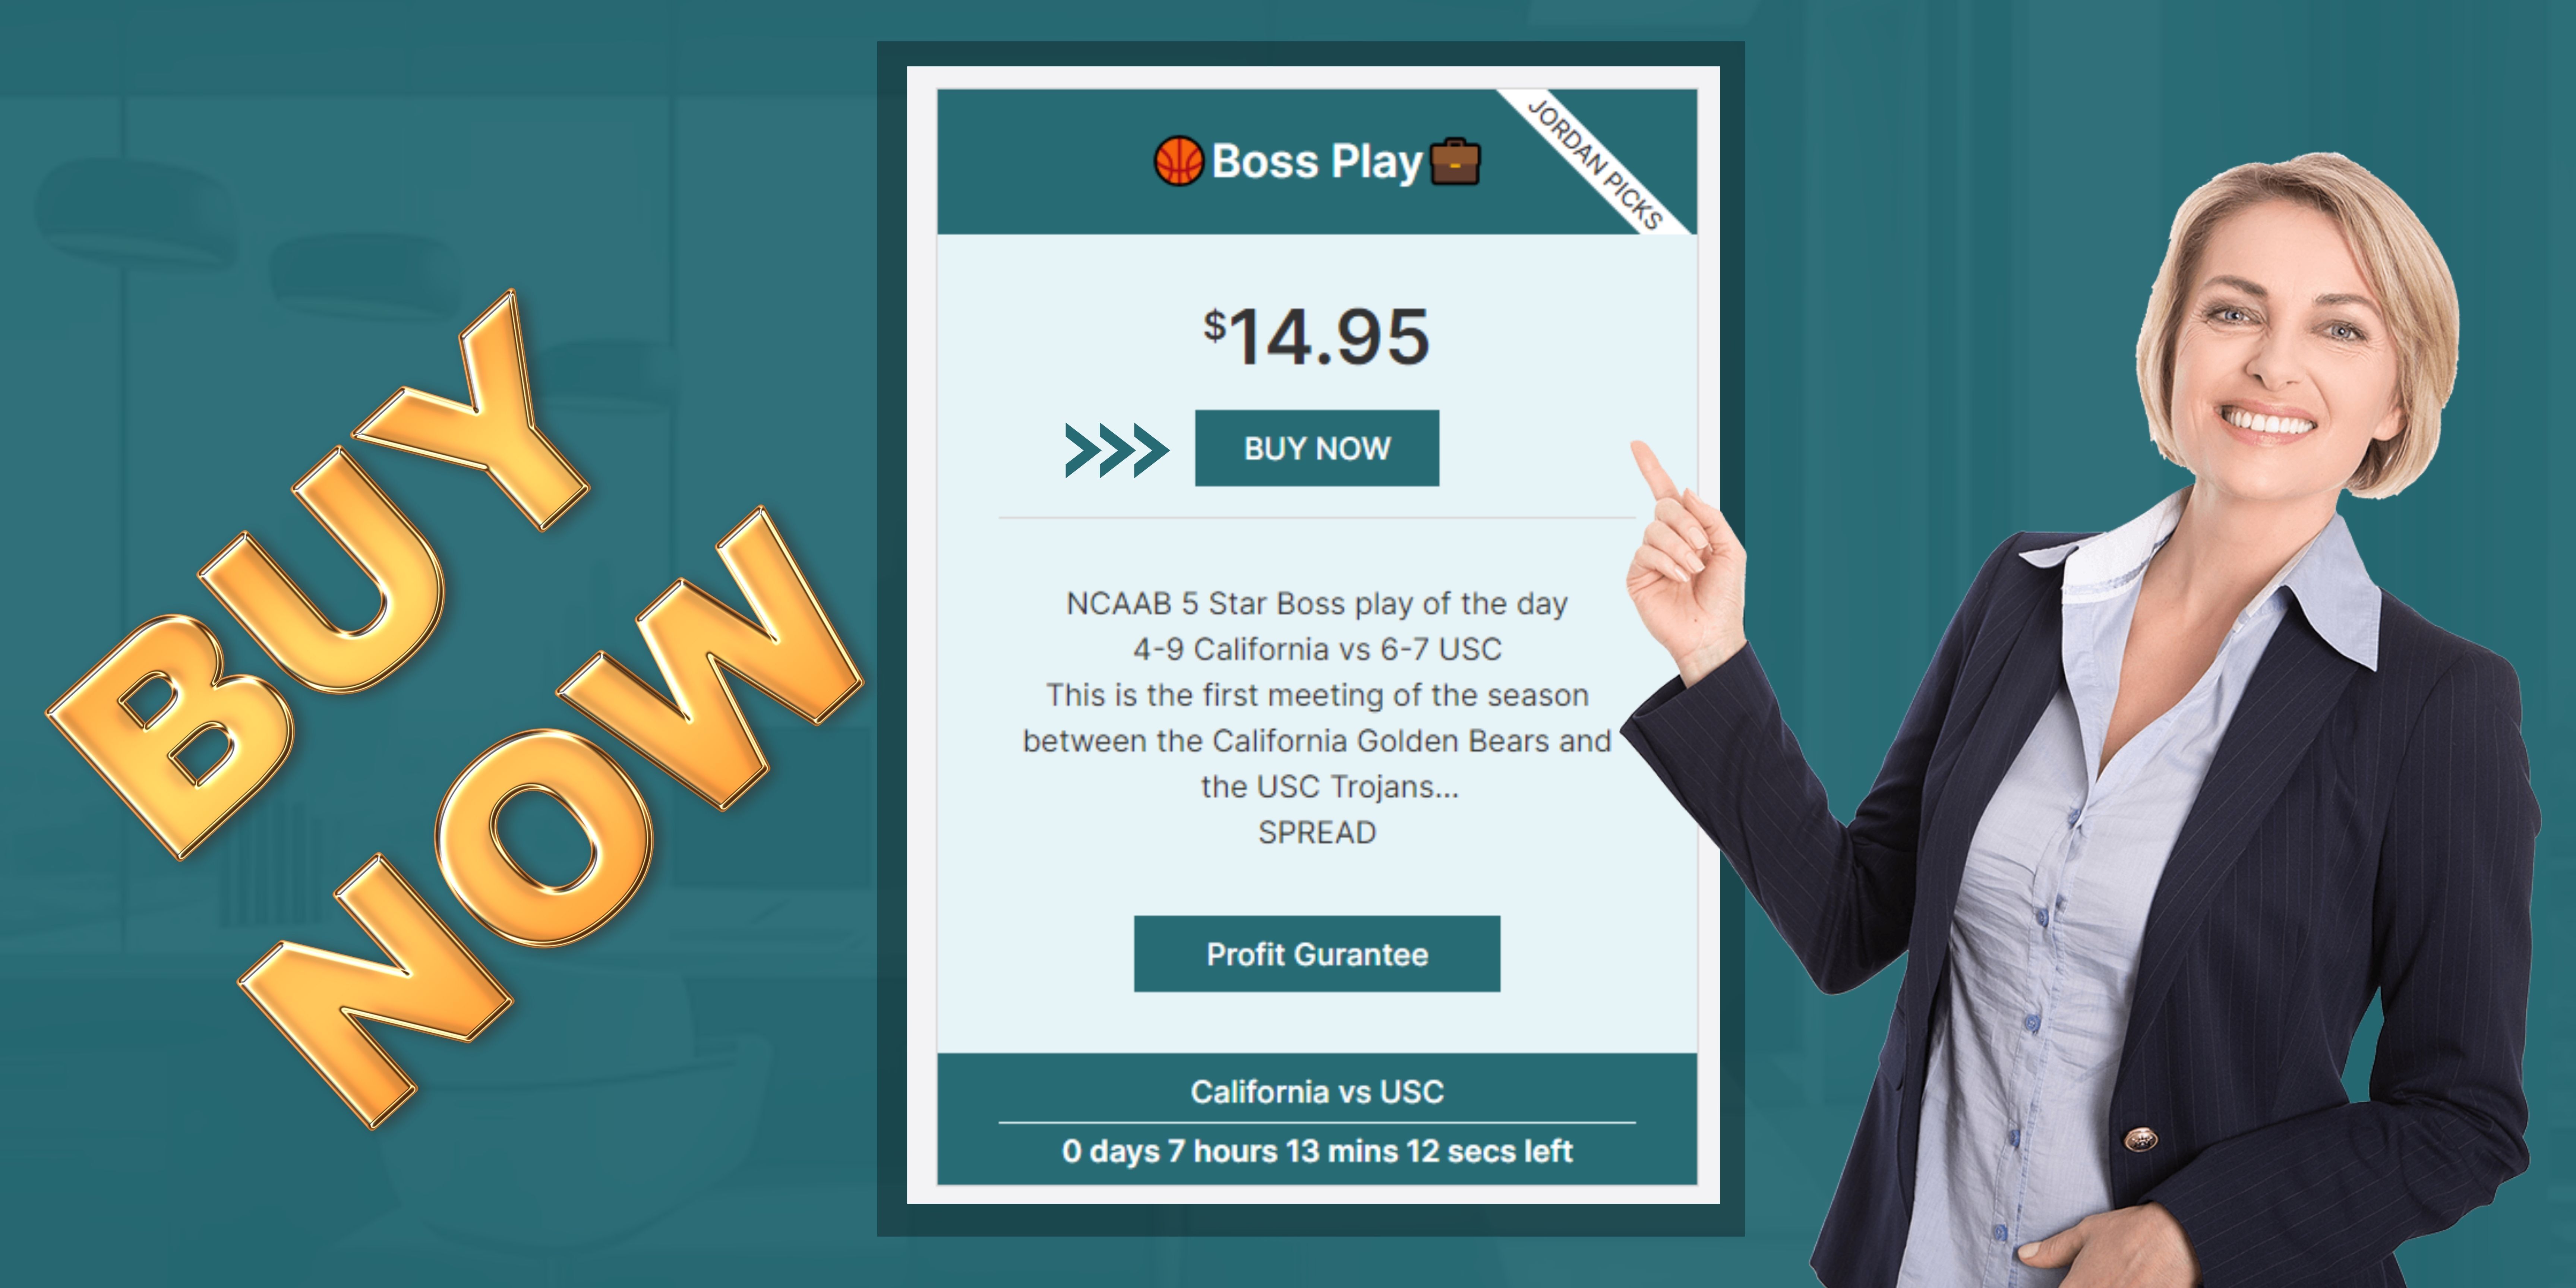 BUY
NOW
Boss Play
JORDAN PICKS
$14.95
BUY NOW
NCAAB 5 Star Boss play of the day
4-9 California vs 6-7 USC
This is the first meeting of the season
between the California Golden Bears and
the USC Trojans...
SPREAD
Profit Gurantee
California vs USC
0 days 7 hours 13 mins 12 secs left